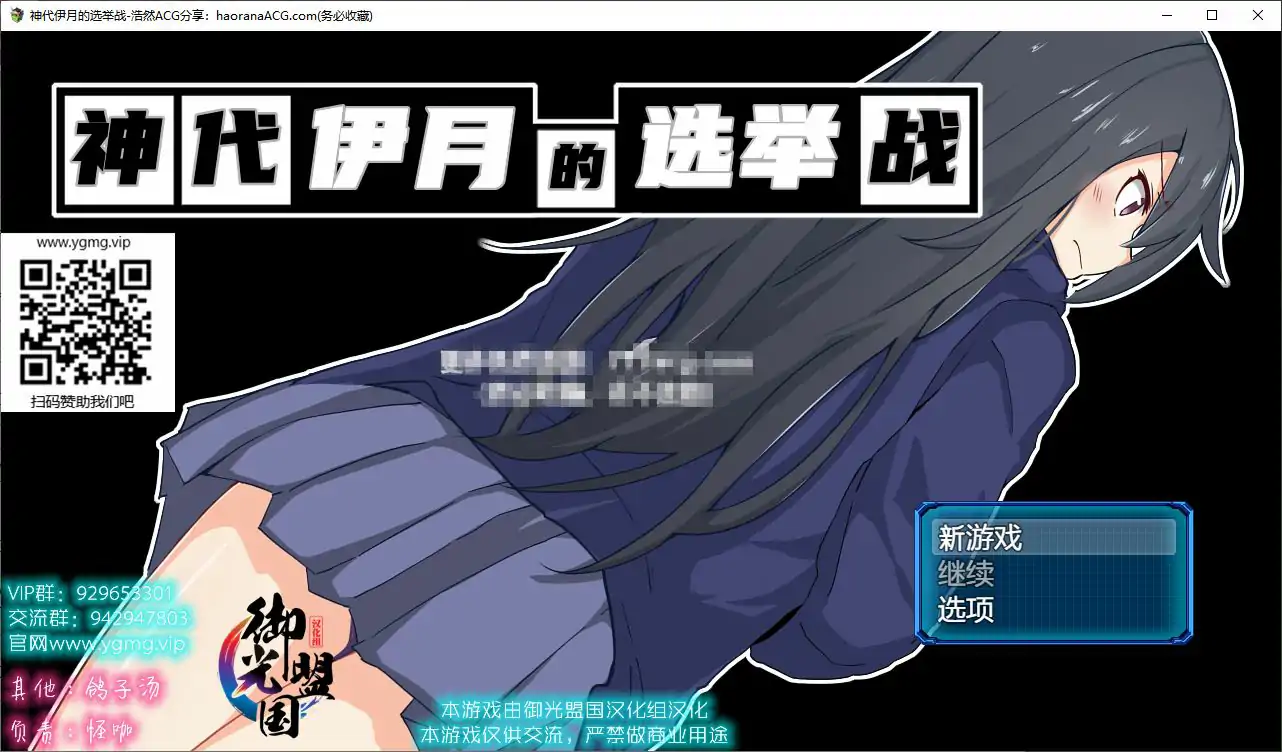 神代伊月的选举战-浩然ACG分享：haoranaACG.com(务必收藏)
神代伊月的选举战
www.ygmg.vip
扫码赞助我们吧
新游戏
继续
选项
VIP群：929653301
交流群：942947803
官网www.ygmg.vip
其他：鸽子汤
负责：怪咖
御光盟国
汉化组
本游戏由御光盟国汉化组汉化
本游戏仅供交流，严禁做商业用途